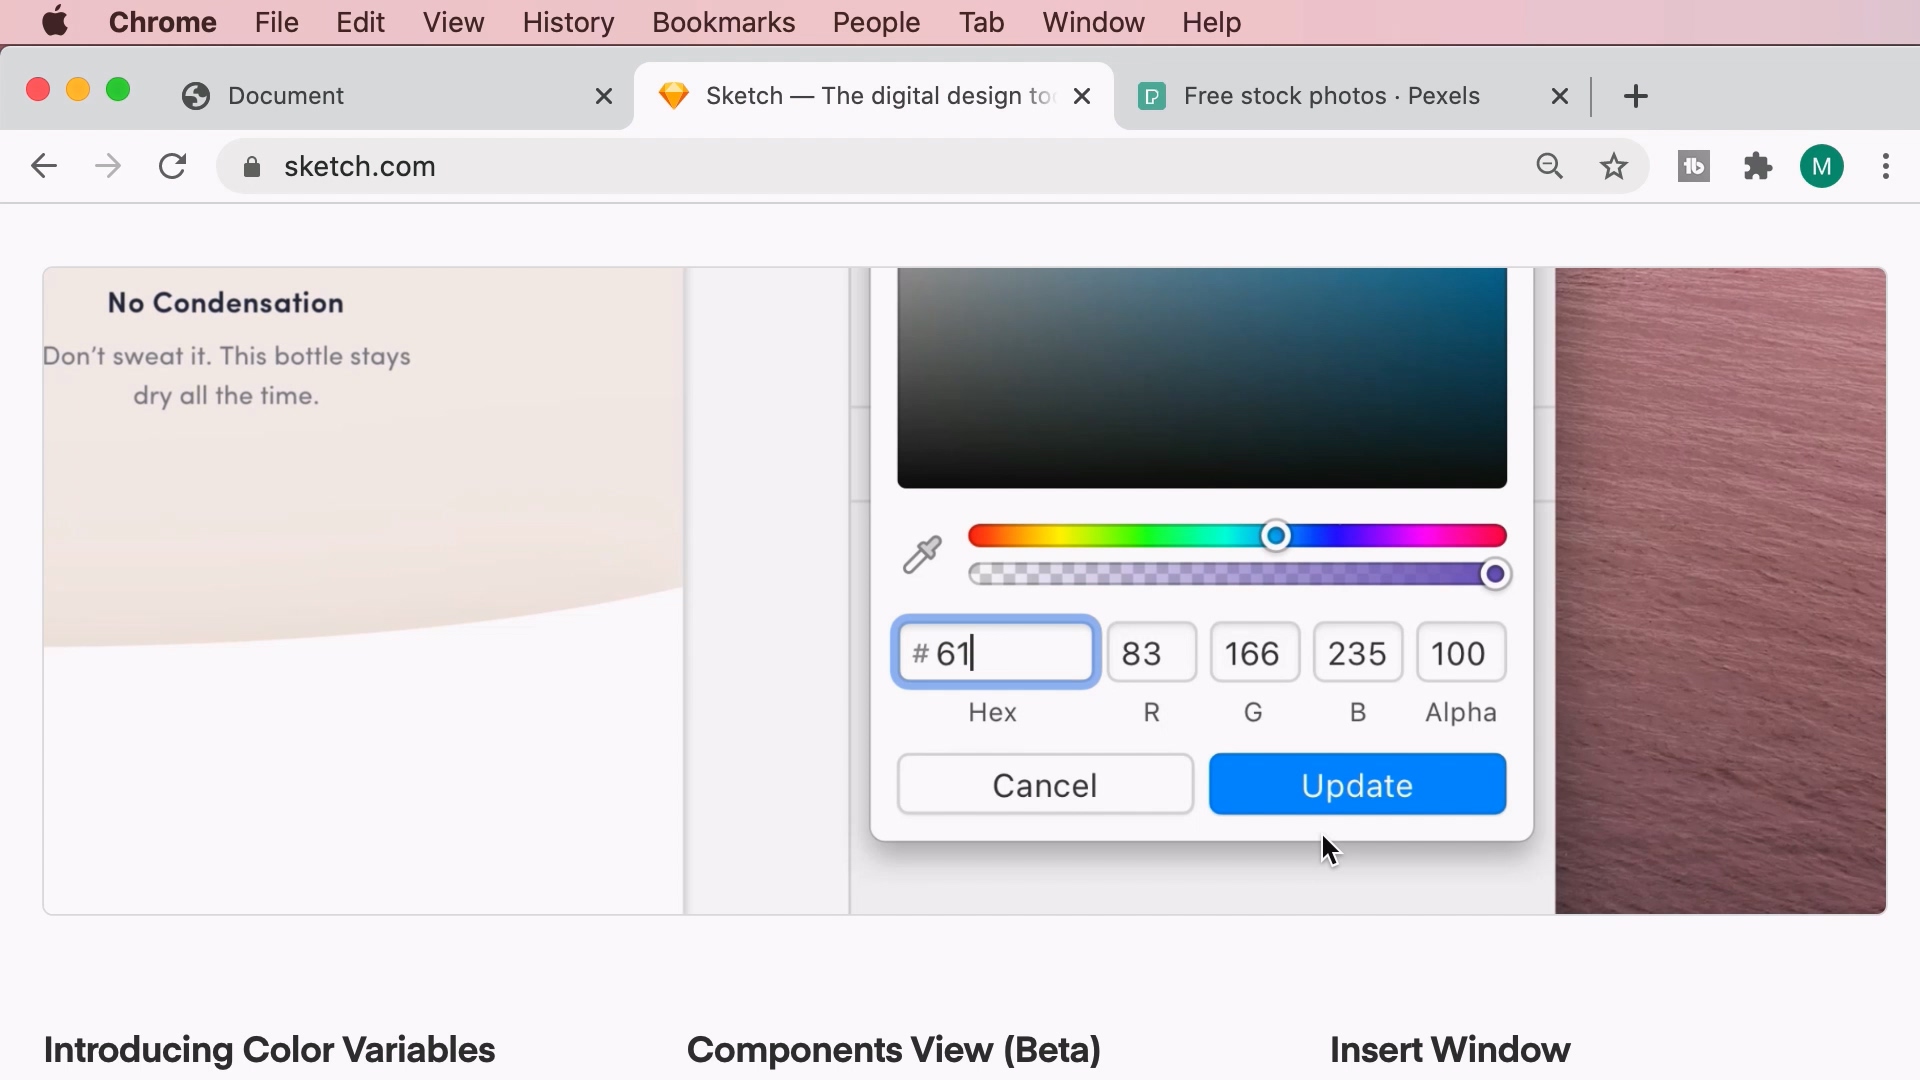 Chrome File Edit View History Bookmarks People Tab Window Help
Document
Sketch — The digital design too
Free stock photos · Pexels
sketch.com
M
No Condensation
Don't sweat it. This bottle stays
dry all the time.
# 61 83 166 235 100
Hex R G B Alpha
Cancel Update
Introducing Color Variables
Components View (Beta)
Insert Window